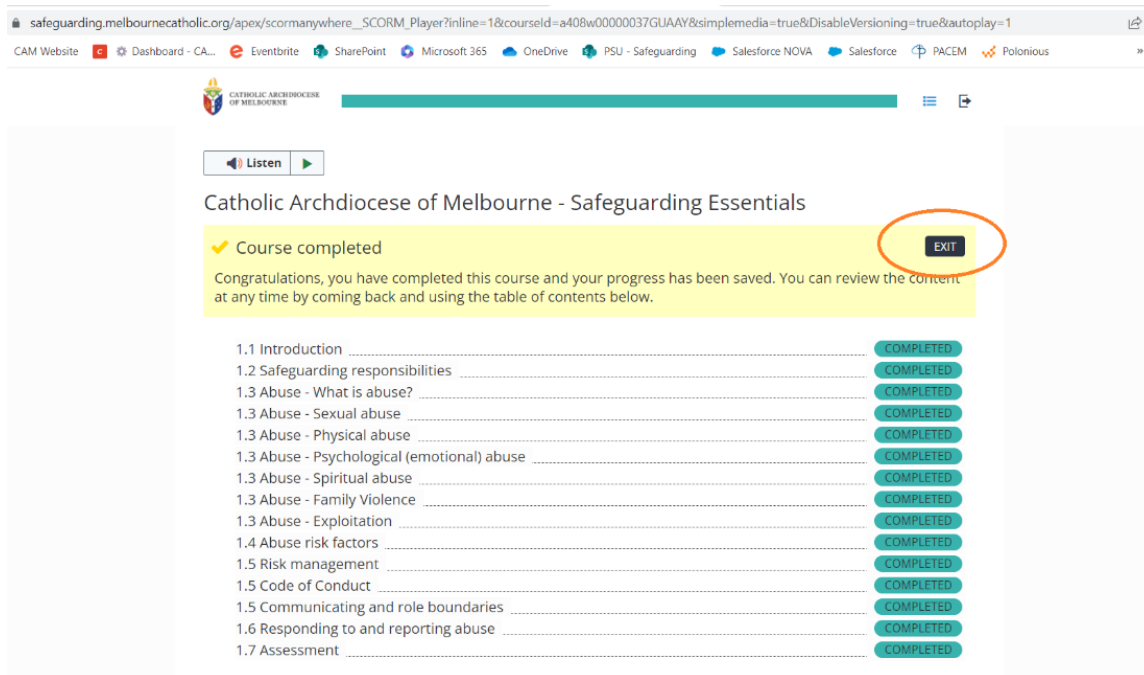 safeguarding.melbournecatholic.org/apex/scormanywhere__SCORM_Player?inline=1&courseId=a408w00000037GUAAY&simplemedia=true&DisableVersioning=true&autoplay=1
CAM Website C Dashboard - CA... Eventbrite SharePoint Microsoft 365 OneDrive PSU - Safeguarding Salesforce NOVA Salesforce PACEM Polonious »
CATHOLIC ARCHDIOCESE
OF MELBOURNE
Listen
Catholic Archdiocese of Melbourne - Safeguarding Essentials
Course completed EXIT
Congratulations, you have completed this course and your progress has been saved. You can review the content
at any time by coming back and using the table of contents below.
1.1 Introduction COMPLETED
1.2 Safeguarding responsibilities COMPLETED
1.3 Abuse - What is abuse? COMPLETED
1.3 Abuse - Sexual abuse COMPLETED
1.3 Abuse - Physical abuse COMPLETED
1.3 Abuse - Psychological (emotional) abuse COMPLETED
1.3 Abuse - Spiritual abuse COMPLETED
1.3 Abuse - Family Violence COMPLETED
1.3 Abuse - Exploitation COMPLETED
1.4 Abuse risk factors COMPLETED
1.5 Risk management COMPLETED
1.5 Code of Conduct COMPLETED
1.5 Communicating and role boundaries COMPLETED
1.6 Responding to and reporting abuse COMPLETED
1.7 Assessment COMPLETED